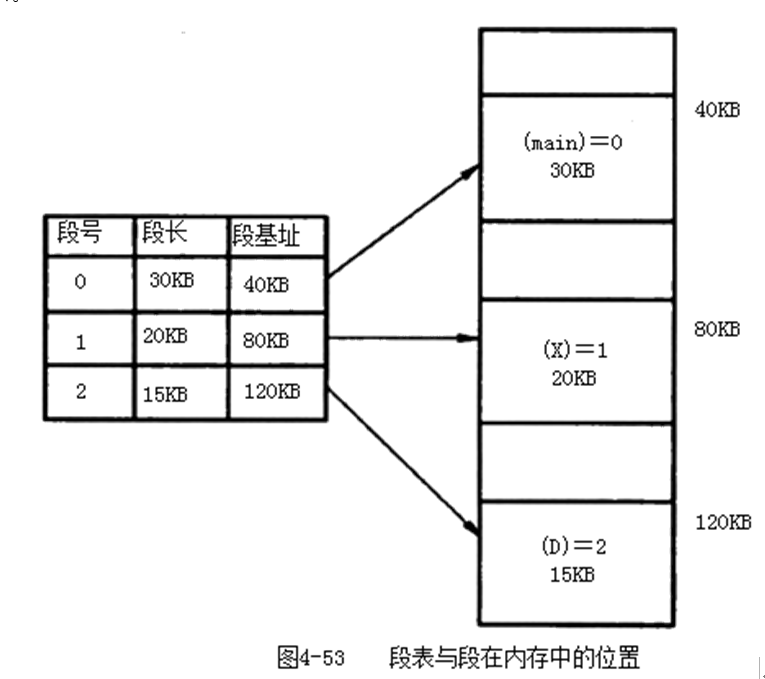 段号 段长 段基址
0 30KB 40KB
1 20KB 80KB
2 15KB 120KB
40KB
(main)=0
30KB
80KB
(X)=1
20KB
120KB
(D)=2
15KB
图4-53 段表与段在内存中的位置